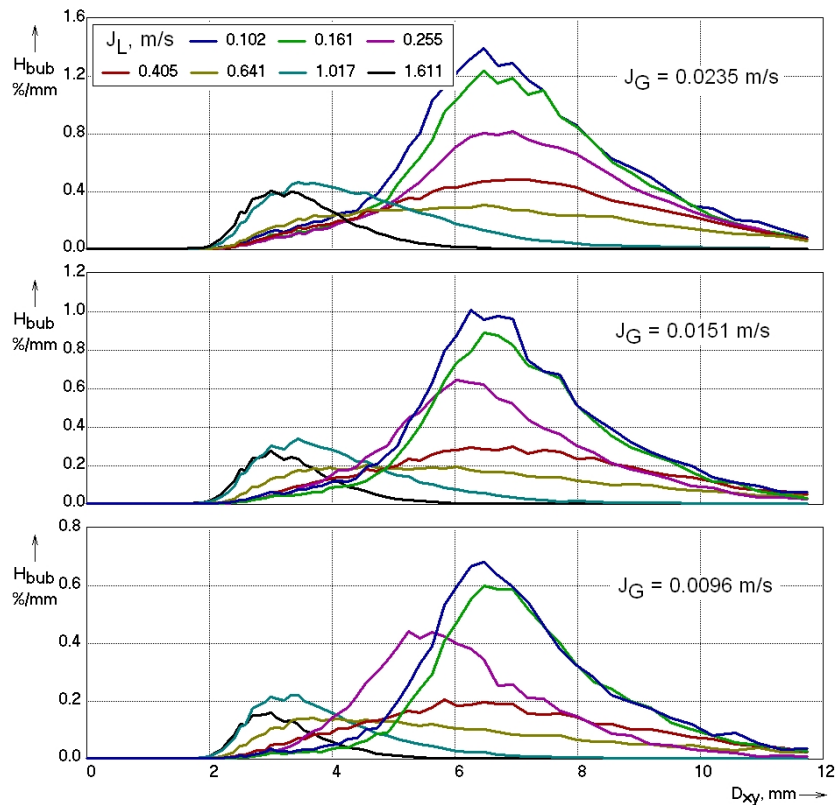 1.6
J_L, m/s 0.102 0.161 0.255
0.405 0.641 1.017 1.611
H_bub
%/mm
1.2
J_G = 0.0235 m/s
0.8
0.4
0.0
1.2
H_bub
%/mm
1.0
J_G = 0.0151 m/s
0.8
0.6
0.4
0.2
0.0
0.8
H_bub
%/mm
J_G = 0.0096 m/s
0.6
0.4
0.2
0.0
0 2 4 6 8 10 12
D_xy, mm